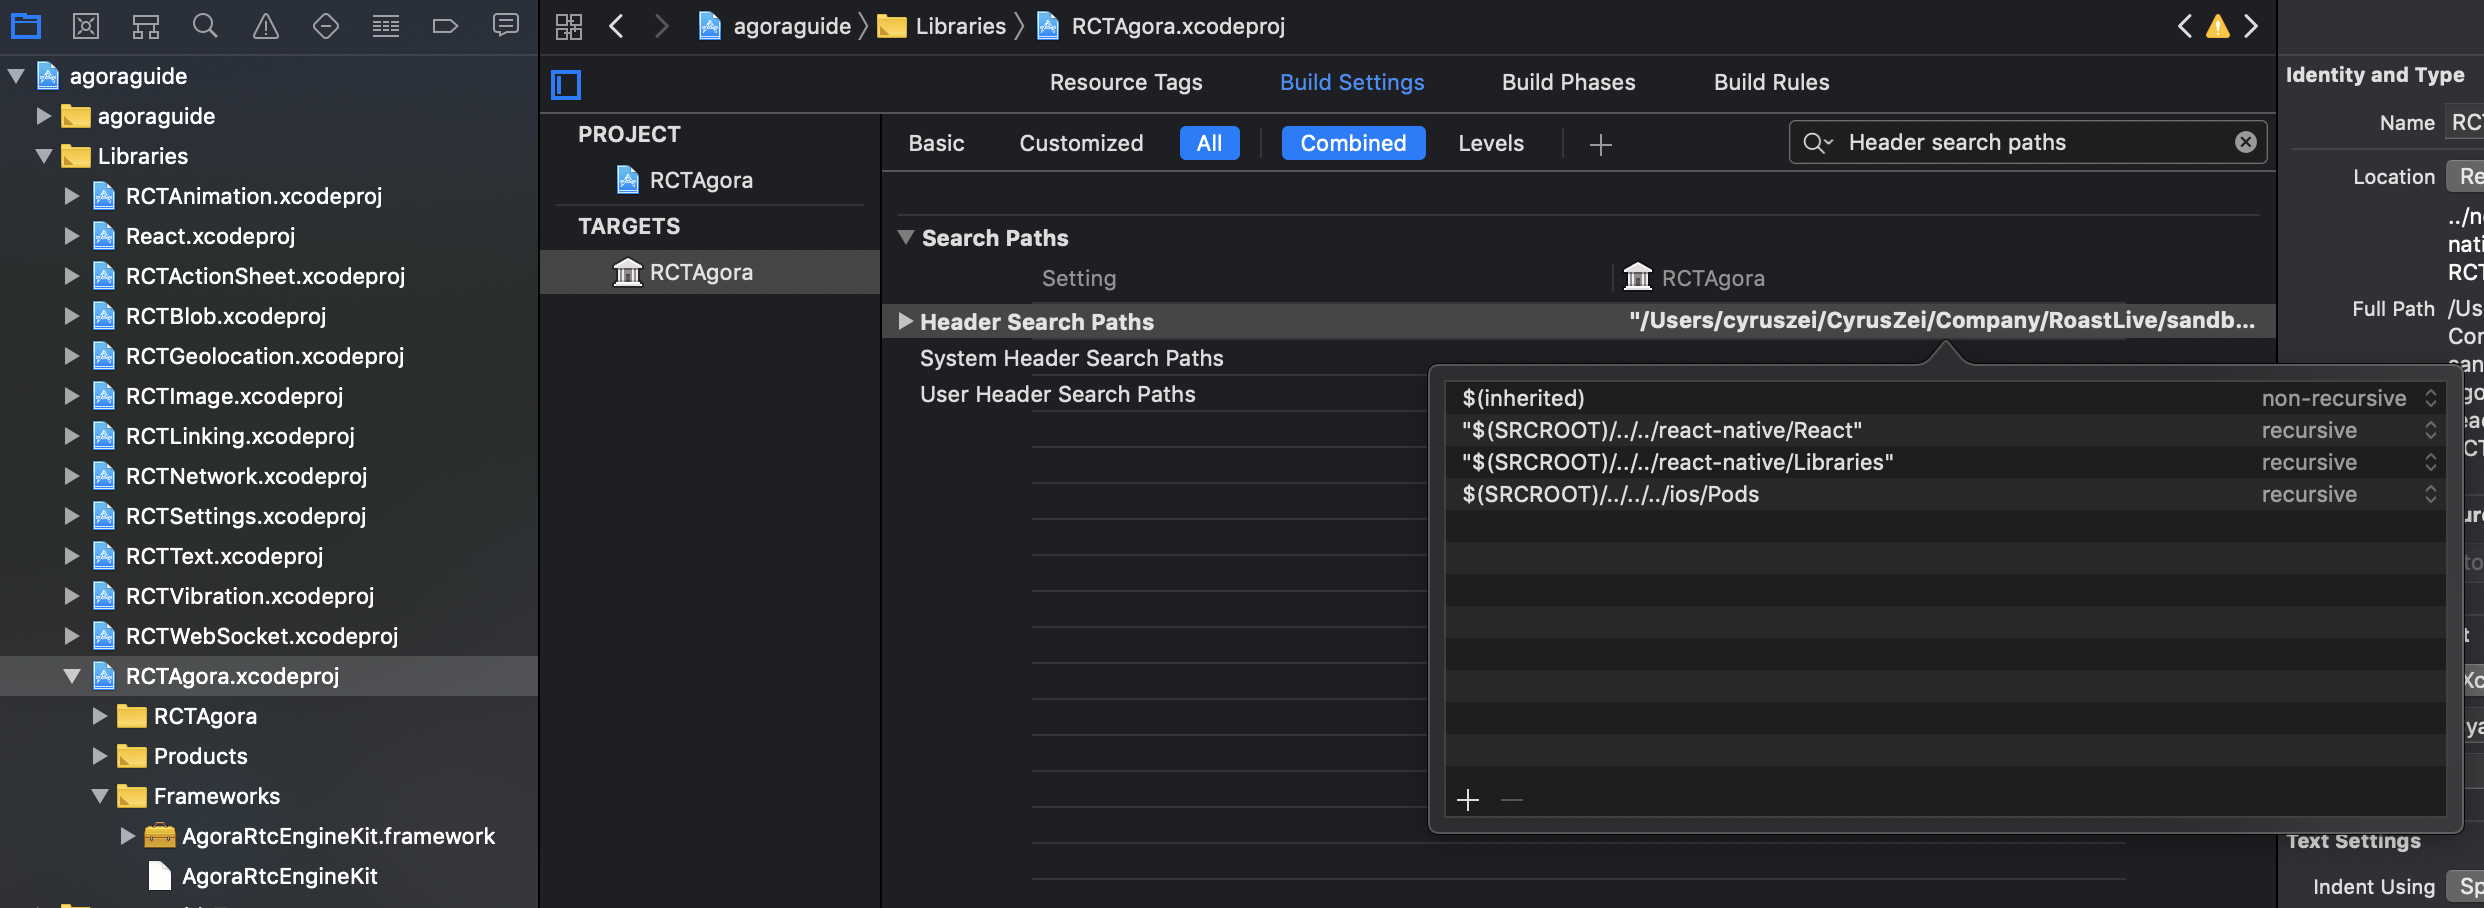 agoraguide
agoraguide
Libraries
RCTAnimation.xcodeproj
React.xcodeproj
RCTActionSheet.xcodeproj
RCTBlob.xcodeproj
RCTGeolocation.xcodeproj
RCTImage.xcodeproj
RCTLinking.xcodeproj
RCTNetwork.xcodeproj
RCTSettings.xcodeproj
RCTText.xcodeproj
RCTVibration.xcodeproj
RCTWebSocket.xcodeproj
RCTAgora.xcodeproj
RCTAgora
Products
Frameworks
AgoraRtcEngineKit.framework
AgoraRtcEngineKit
agoraguide Libraries RCTAgora.xcodeproj
Resource Tags Build Settings Build Phases Build Rules
PROJECT
RCTAgora
TARGETS
RCTAgora
Basic Customized All Combined Levels Header search paths
Search Paths
Setting RCTAgora
Header Search Paths "/Users/cyruszei/CyrusZei/Company/RoastLive/sandb...
System Header Search Paths
User Header Search Paths
$(inherited) non-recursive
"$(SRCROOT)/../../react-native/React" recursive
"$(SRCROOT)/../../react-native/Libraries" recursive
$(SRCROOT)/../../../ios/Pods recursive
Identity and Type
Name RCT
Location Re
../n
nati
RCT
Full Path /Us
Con
Text Settings
Indent Using Sp